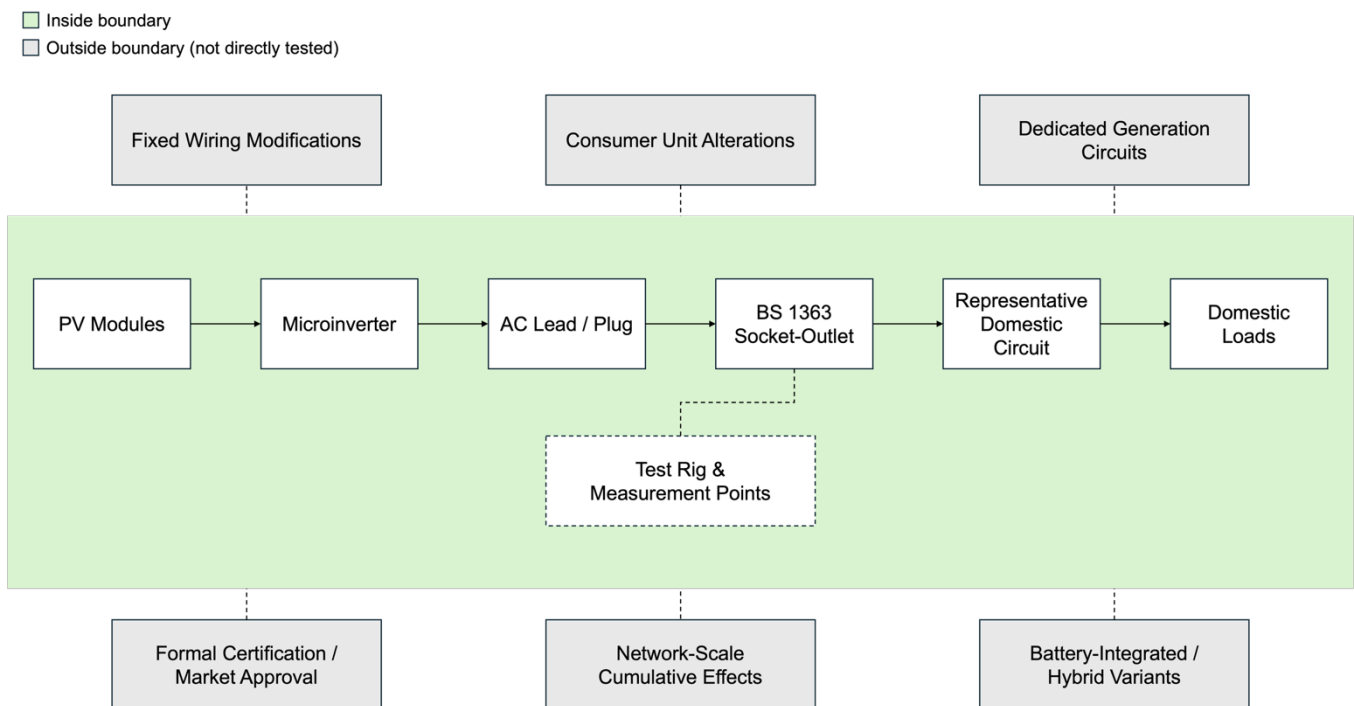 Inside boundary
Outside boundary (not directly tested)
Fixed Wiring Modifications
Consumer Unit Alterations
Dedicated Generation
Circuits
PV Modules
Microinverter
AC Lead / Plug
BS 1363
Socket-Outlet
Representative
Domestic
Circuit
Domestic
Loads
Test Rig &
Measurement Points
Formal Certification /
Market Approval
Network-Scale
Cumulative Effects
Battery-Integrated /
Hybrid Variants